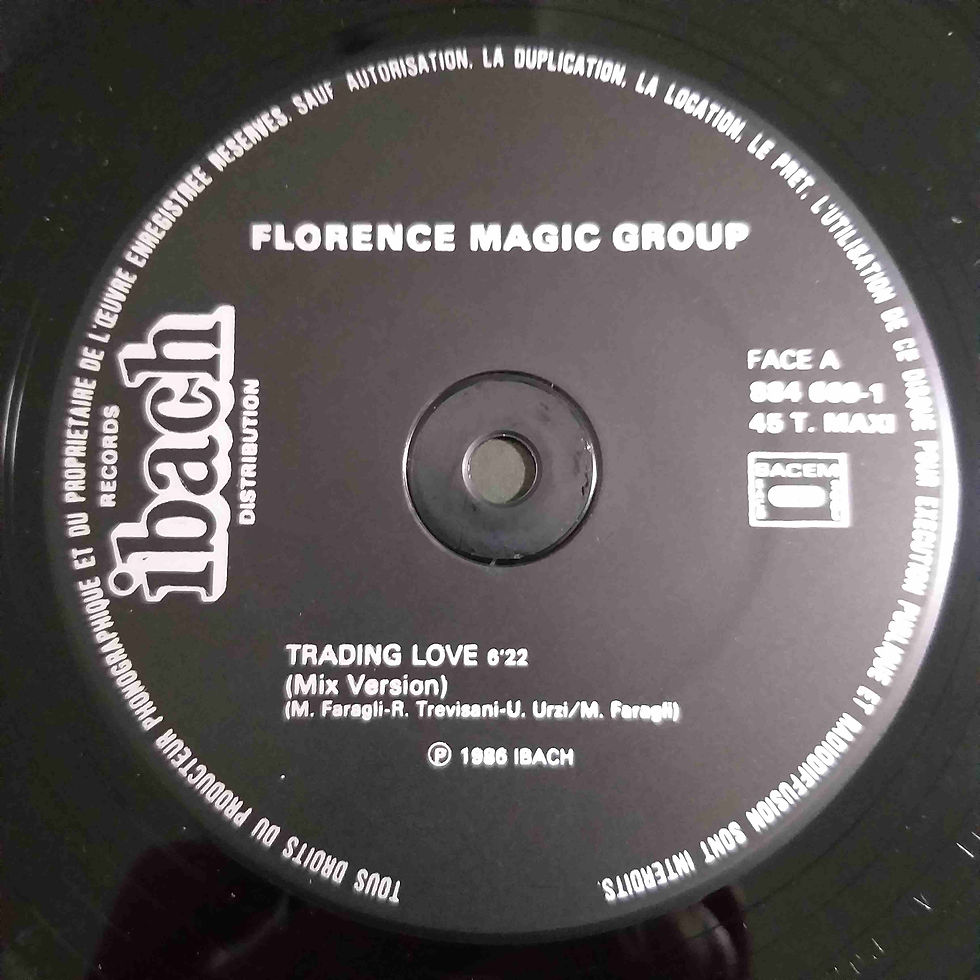 TOUS DROITS DU PRODUCTEUR PHONOGRAPHIQUE ET DU PROPRIETAIRE DE L'ŒUVRE ENREGISTREE RESERVES. SAUF AUTORISATION, LA DUPLICATION, LA LOCATION, LE PRET, L'UTILISATION DE CE DISQUE POUR EXECUTION PUBLIQUE ET RADIODIFFUSION SONT INTERDITS.
FLORENCE MAGIC GROUP
RECORDS
ibach
DISTRIBUTION
FACE A
45 T. MAXI
SACEM
TRADING LOVE 6'22
(Mix Version)
(M. Faragli-R. Trevisani-U. Urzi/M. Faragli)
Ⓟ 1986 IBACH